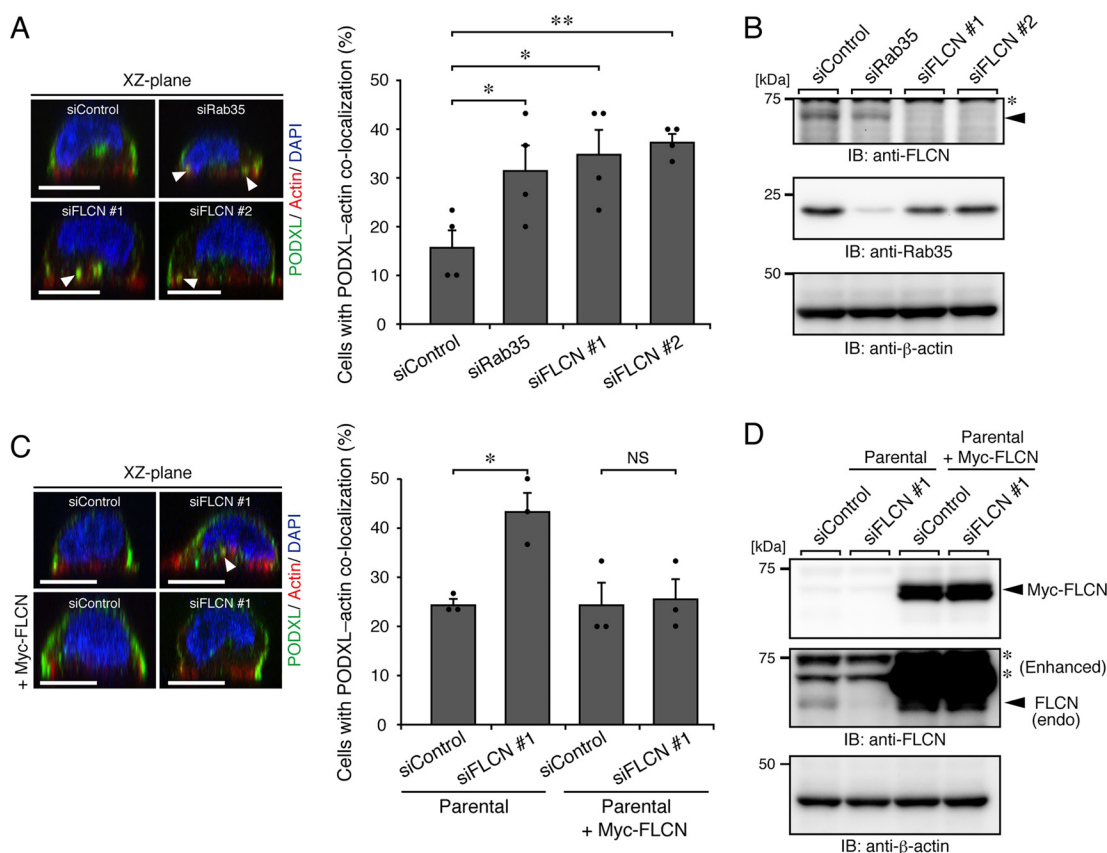 A
XZ-plane
siControl
siRab35
siFLCN #1
siFLCN #2
PODXL/ Actin/ DAPI
Cells with PODXL–actin co-localization (%)
**
*
*
50
40
30
20
10
0
siControl
siRab35
siFLCN #1
siFLCN #2
B
siControl
siRab35
siFLCN #1
siFLCN #2
[kDa]
75
*
IB: anti-FLCN
25
IB: anti-Rab35
50
IB: anti-β-actin
C
XZ-plane
siControl
siFLCN #1
siControl
siFLCN #1
+ Myc-FLCN
PODXL/ Actin/ DAPI
Cells with PODXL–actin co-localization (%)
*
NS
50
40
30
20
10
0
siControl
siFLCN #1
siControl
siFLCN #1
Parental
Parental
+ Myc-FLCN
D
Parental
Parental
+ Myc-FLCN
siControl
siFLCN #1
siControl
siFLCN #1
[kDa]
75
Myc-FLCN
75
*
*
(Enhanced)
FLCN
(endo)
IB: anti-FLCN
50
IB: anti-β-actin